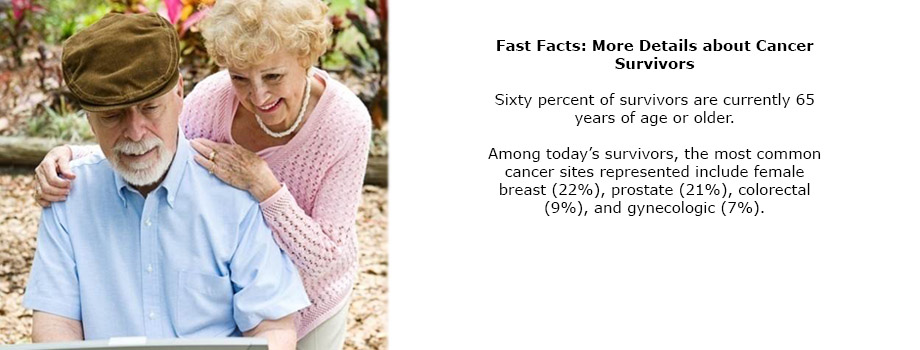 Fast Facts: More Details about Cancer
Survivors
Sixty percent of survivors are currently 65
years of age or older.
Among today’s survivors, the most common
cancer sites represented include female
breast (22%), prostate (21%), colorectal
(9%), and gynecologic (7%).